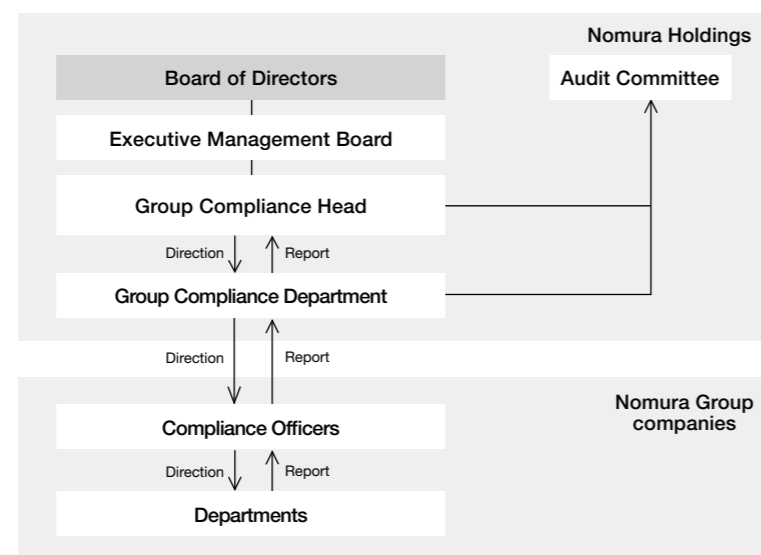 Nomura Holdings
Board of Directors
Audit Committee
Executive Management Board
Group Compliance Head
Direction
Report
Group Compliance Department
Direction
Report
Nomura Group
companies
Compliance Officers
Direction
Report
Departments